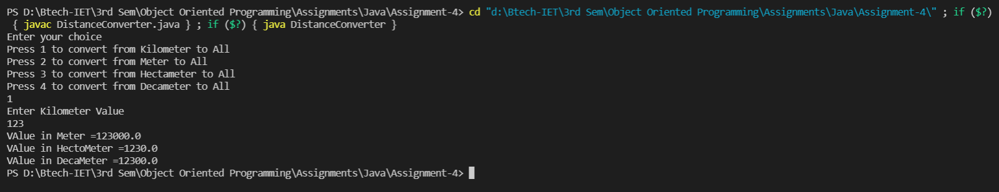 PS D:\Btech-IET\3rd Sem\Object Oriented Programming\Assignments\Java\Assignment-4> cd "d:\Btech-IET\3rd Sem\Object Oriented Programming\Assignments\Java\Assignment-4\" ; if ($?)
{ javac DistanceConverter.java } ; if ($?) { java DistanceConverter }
Enter your choice
Press 1 to convert from Kilometer to All
Press 2 to convert from Meter to All
Press 3 to convert from Hectameter to All
Press 4 to convert from Decameter to All
1
Enter Kilometer Value
123
VAlue in Meter =123000.0
VAlue in HectoMeter =1230.0
VAlue in DecaMeter =12300.0
PS D:\Btech-IET\3rd Sem\Object Oriented Programming\Assignments\Java\Assignment-4>